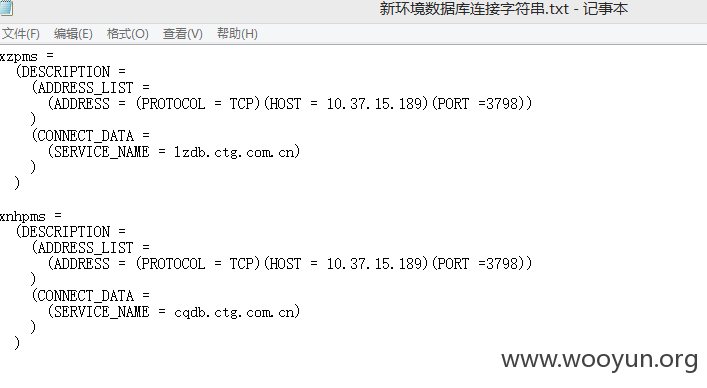 新环境数据库连接字符串.txt - 记事本
文件(F) 编辑(E) 格式(O) 查看(V) 帮助(H)
xzpms =
(DESCRIPTION =
(ADDRESS_LIST =
(ADDRESS = (PROTOCOL = TCP)(HOST = 10.37.15.189)(PORT =3798))
)
(CONNECT_DATA =
(SERVICE_NAME = lzdb.ctg.com.cn)
)
)
xnhpms =
(DESCRIPTION =
(ADDRESS_LIST =
(ADDRESS = (PROTOCOL = TCP)(HOST = 10.37.15.189)(PORT =3798))
)
(CONNECT_DATA =
(SERVICE_NAME = cqdb.ctg.com.cn)
)
)
www.wooyun.org